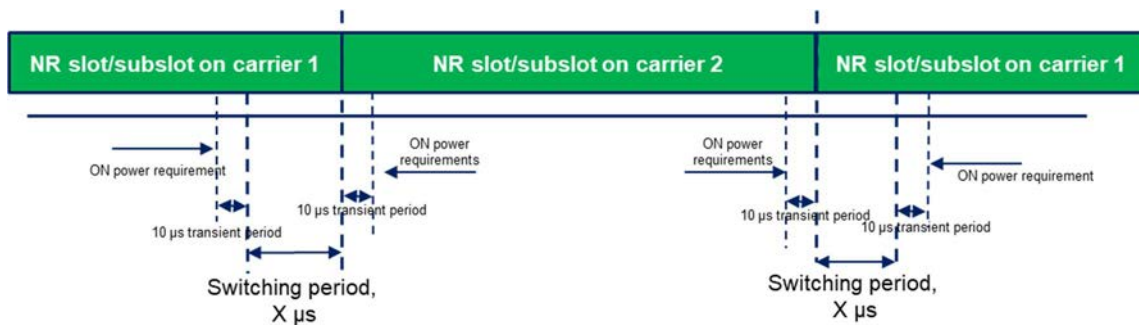 NR slot/subslot on carrier 1
NR slot/subslot on carrier 2
NR slot/subslot on carrier 1
ON power requirement
ON power
requirements
ON power
requirements
ON power requirement
10 µs transient period
10 µs transient period
10 µs transient period
10 µs transient period
Switching period,
X µs
Switching period,
X µs